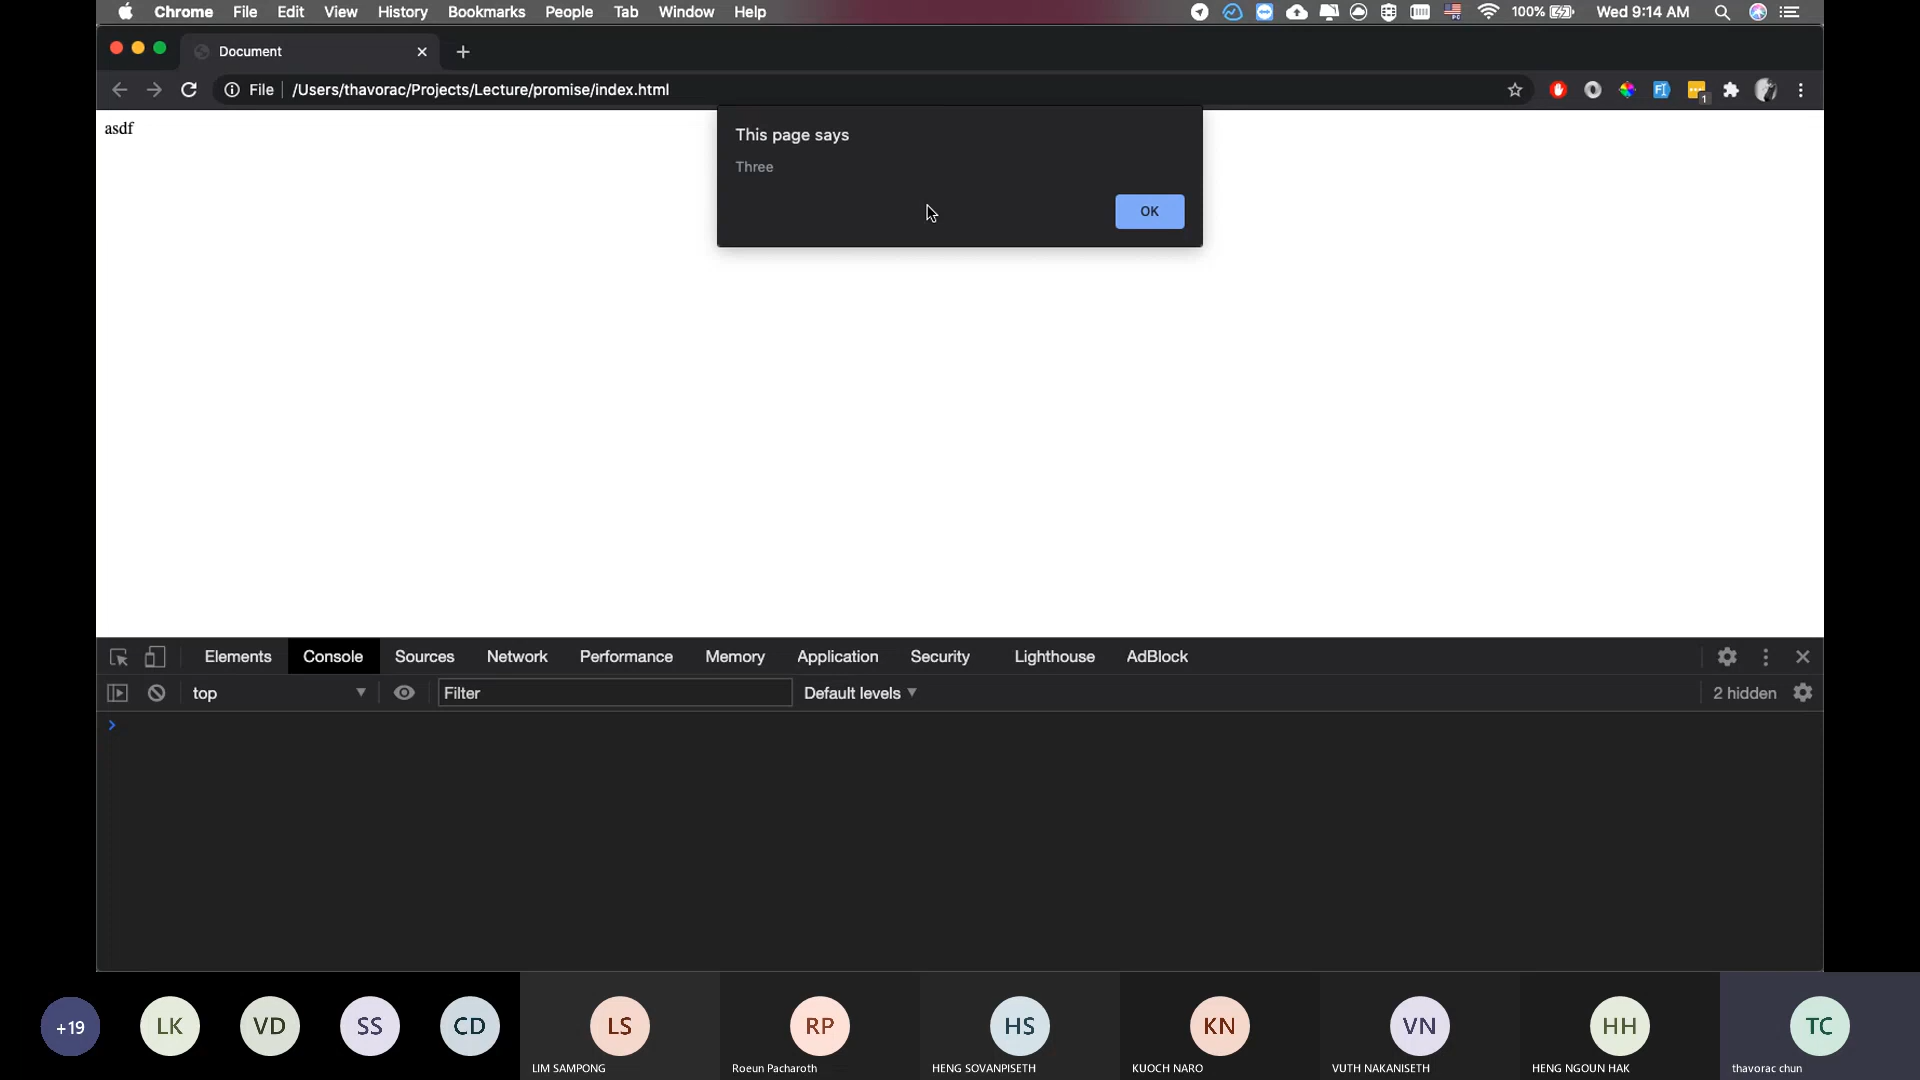 Chrome File Edit View History Bookmarks People Tab Window Help 100% Wed 9:14 AM
Document
File /Users/thavorac/Projects/Lecture/promise/index.html 1
asdf
This page says
Three
OK
Elements Console Sources Network Performance Memory Application Security Lighthouse AdBlock
top Filter Default levels 2 hidden
+19 LK VD SS CD LS RP HS KN VN HH TC
LIM SAMPONG Roeun Pacharoth HENG SOVANPISETH KUOCH NARO VUTH NAKANISETH HENG NGOUN HAK thavorac chun